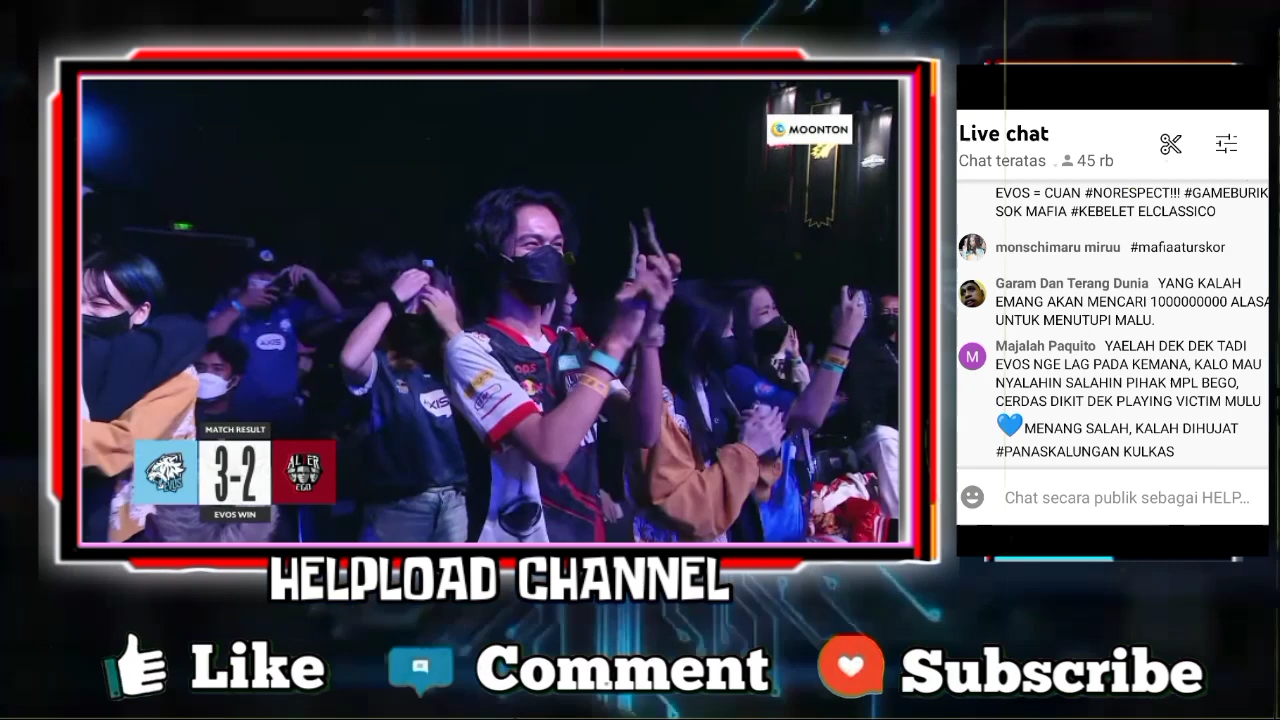 MOONTON
MATCH RESULT
EVOS
3-2
ALTER
EGO
EVOS WIN
HELPLOAD CHANNEL
Like
Comment
Subscribe
Live chat
Chat teratas
45 rb
EVOS = CUAN #NORESPECT!!! #GAMEBURIK
SOK MAFIA #KEBELET ELCLASSICO
monschimaru miruu #mafiaaturskor
Garam Dan Terang Dunia YANG KALAH
EMANG AKAN MENCARI 1000000000 ALASA
UNTUK MENUTUPI MALU.
M
Majalah Paquito YAELAH DEK DEK TADI
EVOS NGE LAG PADA KEMANA, KALO MAU
NYALAHIN SALAHIN PIHAK MPL BEGO,
CERDAS DIKIT DEK PLAYING VICTIM MULU
💙MENANG SALAH, KALAH DIHUJAT
#PANASKALUNGAN KULKAS
Chat secara publik sebagai HELP...